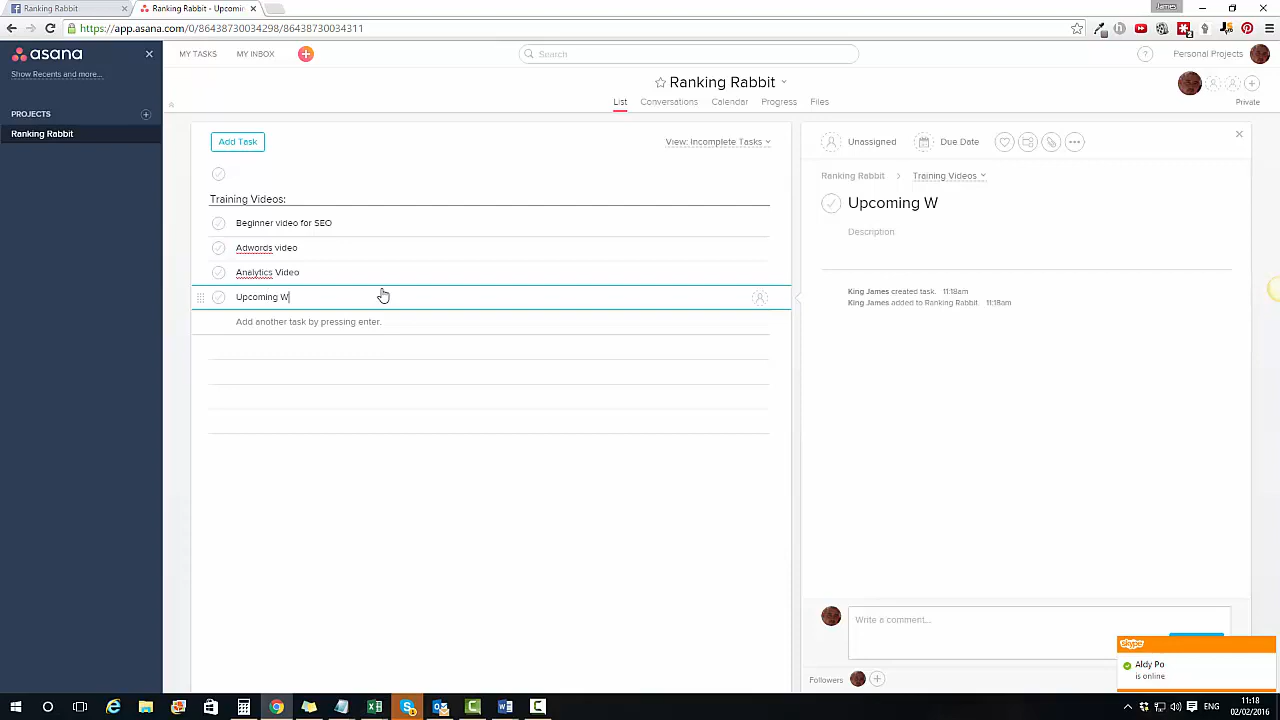 Ranking Rabbit
Ranking Rabbit - Upcomin
James
https://app.asana.com/0/86438730034298/86438730034311
asana
MY TASKS
MY INBOX
Search
?
Personal Projects
Show Recents and more...
Ranking Rabbit
List
Conversations
Calendar
Progress
Files
Private
PROJECTS
Ranking Rabbit
Add Task
View: Incomplete Tasks
Training Videos:
Beginner video for SEO
Adwords video
Analytics Video
Upcoming W
Add another task by pressing enter.
Unassigned
Due Date
Ranking Rabbit
Training Videos
Upcoming W
Description
King James created task. 11:18am
King James added to Ranking Rabbit 11:18am
Write a comment...
Followers
skype
Aldy Po
is online
ENG
11:18
02/02/2016